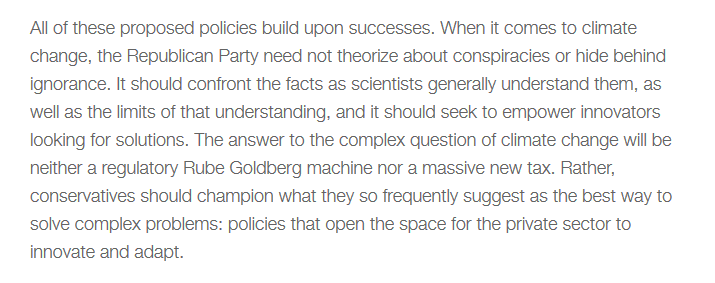 All of these proposed policies build upon successes. When it comes to climate
change, the Republican Party need not theorize about conspiracies or hide behind
ignorance. It should confront the facts as scientists generally understand them, as
well as the limits of that understanding, and it should seek to empower innovators
looking for solutions. The answer to the complex question of climate change will be
neither a regulatory Rube Goldberg machine nor a massive new tax. Rather,
conservatives should champion what they so frequently suggest as the best way to
solve complex problems: policies that open the space for the private sector to
innovate and adapt.